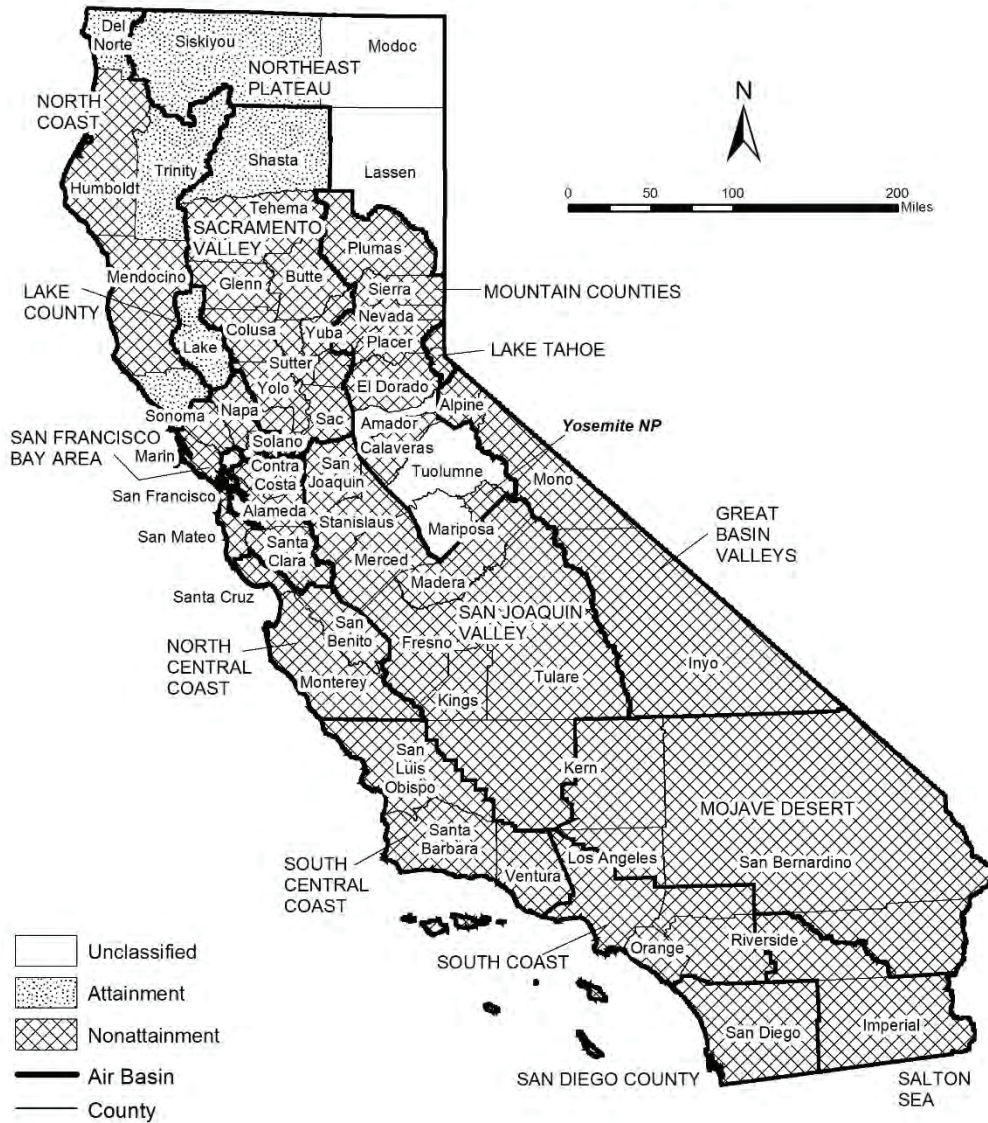 Del
Norte
Siskiyou
Modoc
NORTHEAST
PLATEAU
NORTH
COAST
N
Shasta
Trinity
Lassen
Humboldt
0 50 100 200
Miles
Tehema
SACRAMENTO
VALLEY
Plumas
Mendocino
Glenn
Butte
Sierra
MOUNTAIN COUNTIES
LAKE
COUNTY
Nevada
Colusa
Yuba
Placer
LAKE TAHOE
Lake
Sutter
Yolo
El Dorado
Alpine
Sonoma
Napa
Sac
Amador
Yosemite NP
Solano
Calaveras
SAN FRANCISCO
BAY AREA
Marin
Contra
Costa
San
Joaquin
Tuolumne
Mono
San Francisco
Alameda
Stanislaus
GREAT
BASIN
VALLEYS
San Mateo
Santa
Clara
Mariposa
Merced
Madera
Santa Cruz
SAN JOAQUIN
VALLEY
San
Benito
Fresno
NORTH
CENTRAL
COAST
Inyo
Tulare
Monterey
Kings
San
Luis
Obispo
Kern
MOJAVE DESERT
Santa
Barbara
Los Angeles
San Bernardino
SOUTH
CENTRAL
COAST
Ventura
Unclassified
Orange
Riverside
SOUTH COAST
Attainment
Nonattainment
San Diego
Imperial
Air Basin
SAN DIEGO COUNTY
SALTON
SEA
County